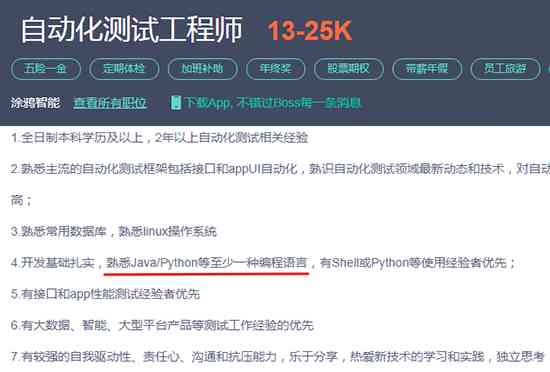 自动化测试工程师 13-25K
五险一金 定期体检 加班补助 年终奖 股票期权 带薪年假 员工旅游
涂鸦智能 查看所有职位 下载App, 不错过Boss每一条消息
1.全日制本科学历及以上，2年以上自动化测试相关经验
2.熟悉主流的自动化测试框架包括接口和appUI自动化，熟识自动化测试领域最新动态和技术，对自动
高；
3.熟悉常用数据库，熟悉linux操作系统
4.开发基础扎实，熟悉Java/Python等至少一种编程语言，有Shell或Python等使用经验者优先；
5.有接口和app性能测试经验者优先
6.有大数据、智能、大型平台产品等测试工作经验的优先
7.有较强的自我驱动性、责任心、沟通和抗压能力，乐于分享，热爱新技术的学习和实践，独立思考